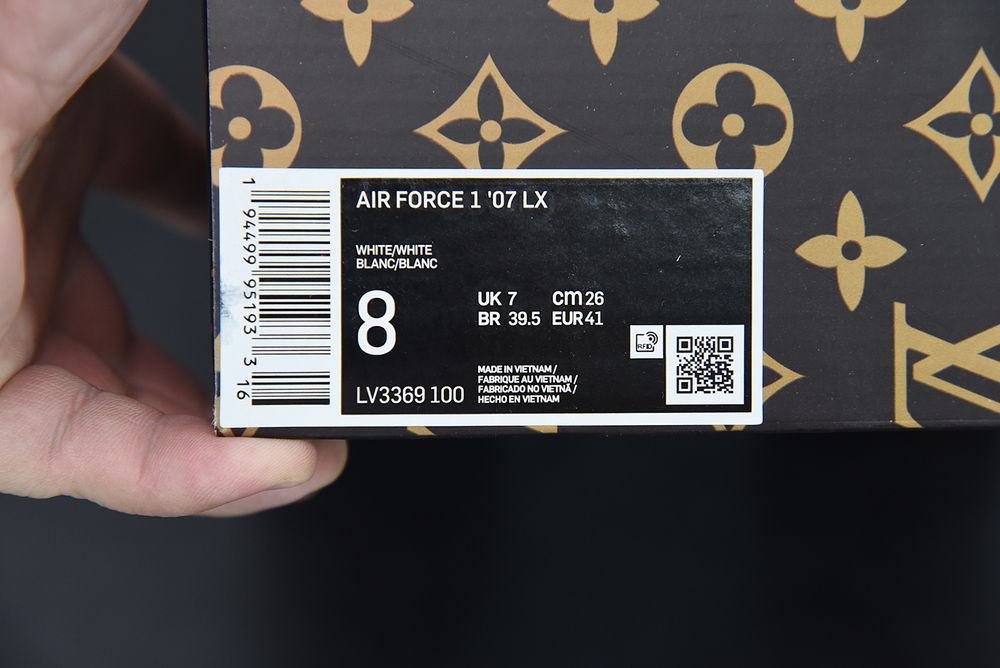 AIR FORCE 1 '07 LX
WHITE/WHITE
BLANC/BLANC
8
UK 7 cm 26
BR 39.5 EUR 41
RFID
MADE IN VIETNAM /
FABRIQUE AU VIETNAM /
FABRICADO NO VIETNÃ /
HECHO EN VIETNAM
LV3369 100
1 94499 95193 3 16
LV